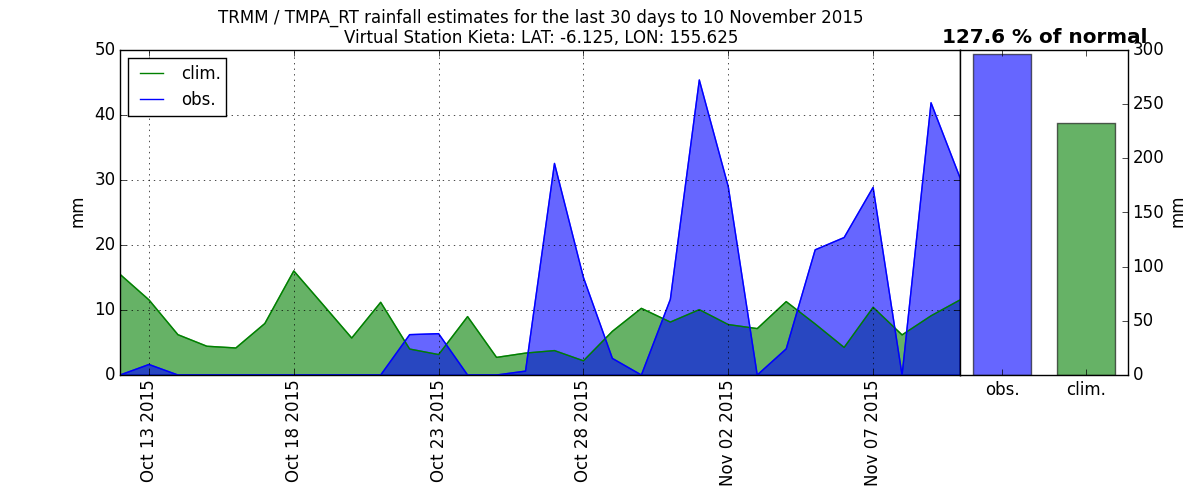 TRMM / TMPA_RT rainfall estimates for the last 30 days to 10 November 2015
Virtual Station Kieta: LAT: -6.125, LON: 155.625
127.6 % of normal
clim.
obs.
50
40
30
20
10
0
mm
Oct 13 2015
Oct 18 2015
Oct 23 2015
Oct 28 2015
Nov 02 2015
Nov 07 2015
300
250
200
150
100
50
0
mm
obs.
clim.